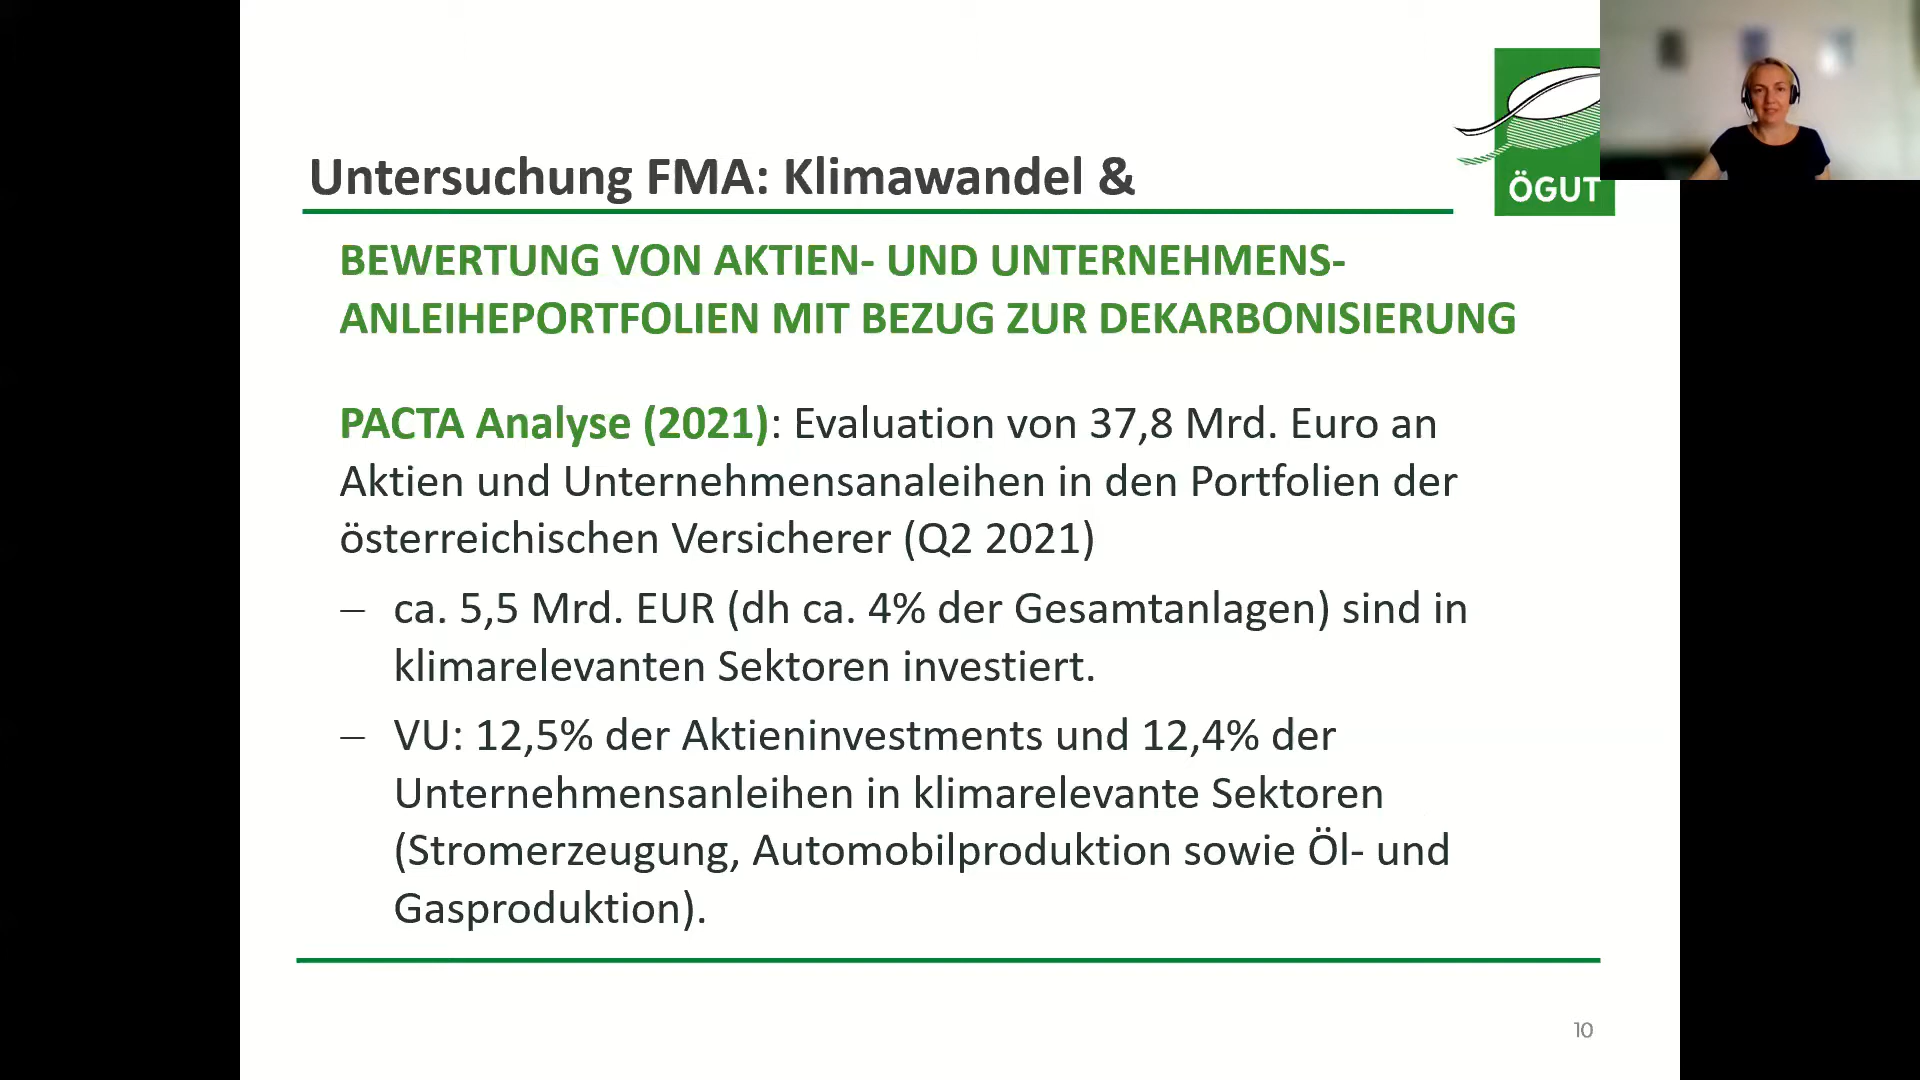 Untersuchung FMA: Klimawandel &
ÖGUT
BEWERTUNG VON AKTIEN- UND UNTERNEHMENS-
ANLEIHEPORTFOLIEN MIT BEZUG ZUR DEKARBONISIERUNG
PACTA Analyse (2021): Evaluation von 37,8 Mrd. Euro an
Aktien und Unternehmensanaleihen in den Portfolien der
österreichischen Versicherer (Q2 2021)
– ca. 5,5 Mrd. EUR (dh ca. 4% der Gesamtanlagen) sind in
klimarelevanten Sektoren investiert.
– VU: 12,5% der Aktieninvestments und 12,4% der
Unternehmensanleihen in klimarelevante Sektoren
(Stromerzeugung, Automobilproduktion sowie Öl- und
Gasproduktion).
10